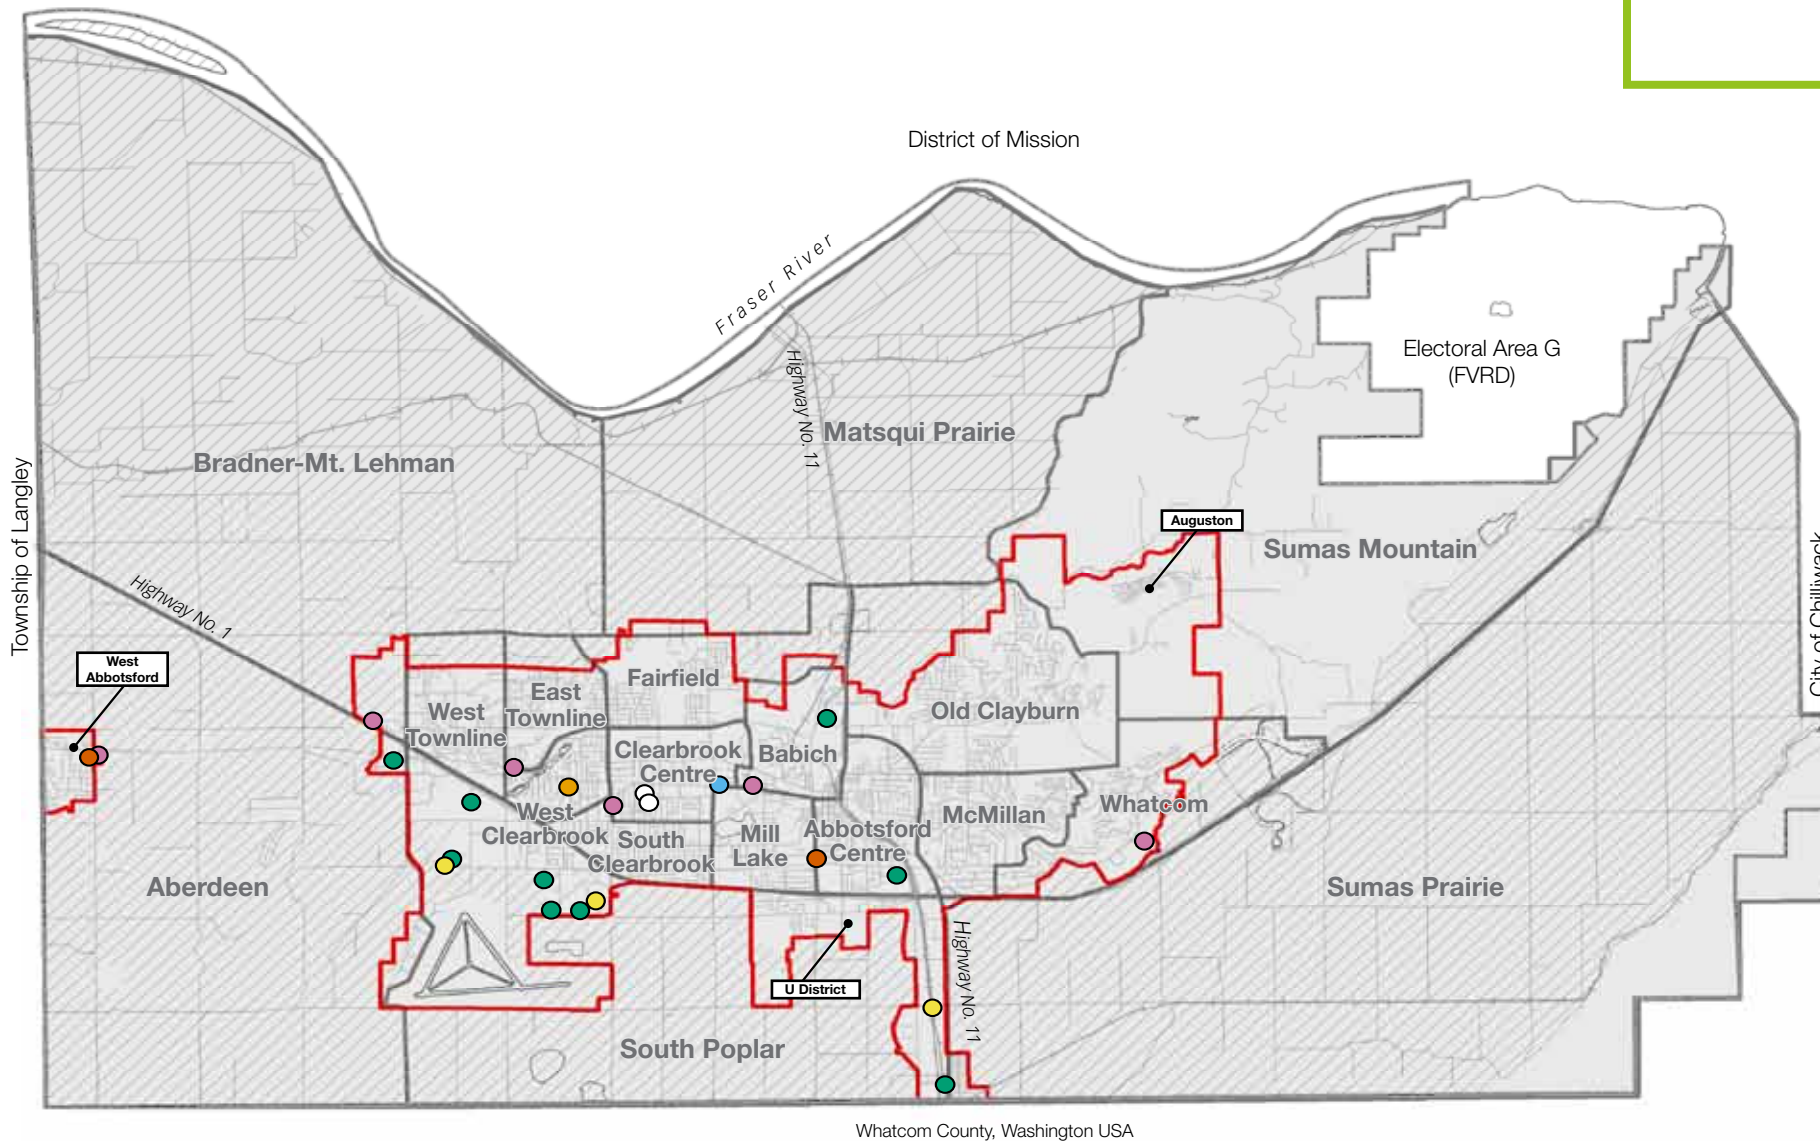 District of Mission
Fraser River
Electoral Area G
(FVRD)
Highway No. 11
Matsqui Prairie
Bradner-Mt. Lehman
Township of Langley
Auguston
Sumas Mountain
City of Chilliwack
Highway No. 1
West
Abbotsford
Fairfield
East
Townline
West
Townline
Old Clayburn
Clearbrook
Centre
Babich
West
Clearbrook
South
Clearbrook
Mill
Lake
Abbotsford
Centre
McMillan
Whatcom
Aberdeen
Sumas Prairie
Highway No. 11
U District
South Poplar
Whatcom County, Washington USA